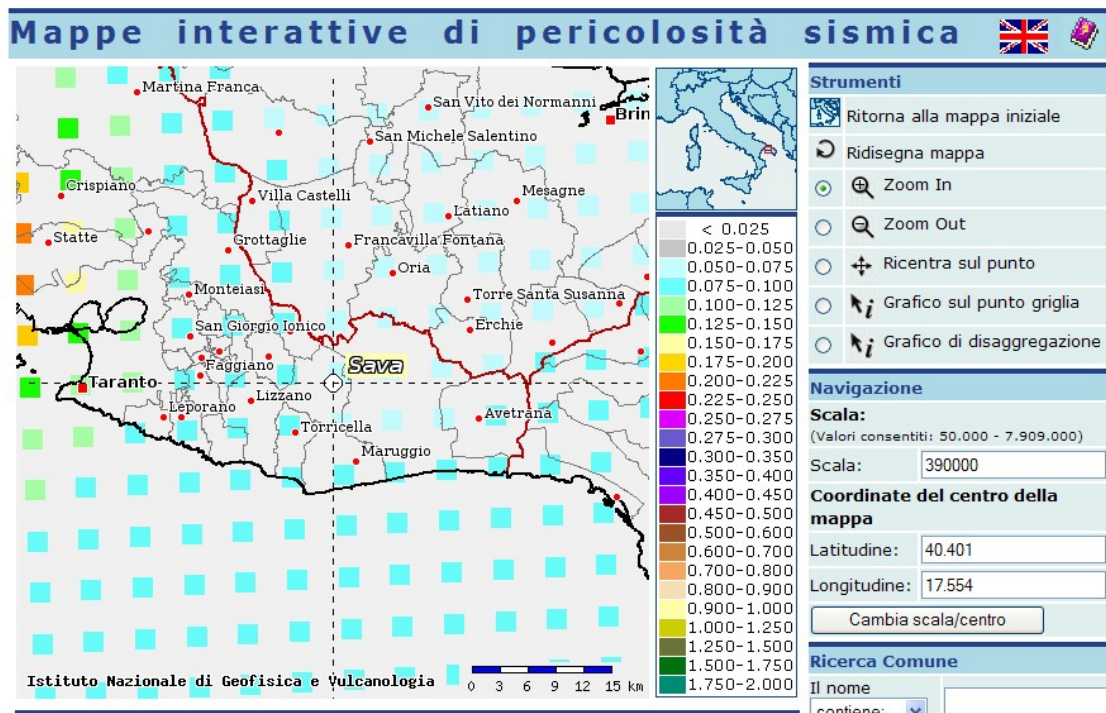 Mappe interattive di pericolosità sismica
Martina Franca
San Vito dei Normanni
Brin
San Michele Salentino
Crispiano
Villa Castelli
Mesagne
Latiano
Statte
Grottaglie
Francavilla Fontana
Oria
Monteiasi
Torre Santa Susanna
San Giorgio Ionico
Erchie
Faggiano
Sava
Taranto
Lizzano
Leporano
Avetrana
Torricella
Maruggio
Istituto Nazionale di Geofisica e Vulcanologia
0 3 6 9 12 15 km
< 0.025
0.025-0.050
0.050-0.075
0.075-0.100
0.100-0.125
0.125-0.150
0.150-0.175
0.175-0.200
0.200-0.225
0.225-0.250
0.250-0.275
0.275-0.300
0.300-0.350
0.350-0.400
0.400-0.450
0.450-0.500
0.500-0.600
0.600-0.700
0.700-0.800
0.800-0.900
0.900-1.000
1.000-1.250
1.250-1.500
1.500-1.750
1.750-2.000
Strumenti
Ritorna alla mappa iniziale
Ridisegna mappa
Zoom In
Zoom Out
Ricentra sul punto
i Grafico sul punto griglia
i Grafico di disaggregazione
Navigazione
Scala:
(Valori consentiti: 50.000 - 7.909.000)
Scala: 390000
Coordinate del centro della
mappa
Latitudine: 40.401
Longitudine: 17.554
Cambia scala/centro
Ricerca Comune
Il nome
contiene: